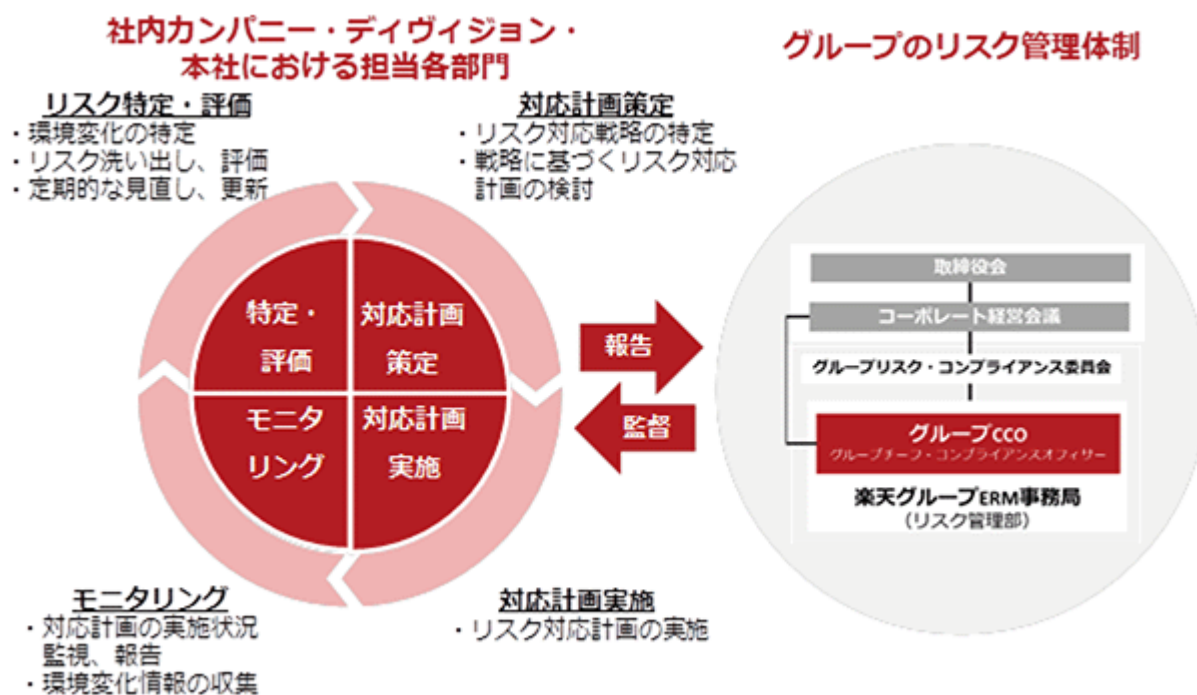 社内カンパニー・ディヴィジョン・
本社における担当各部門
リスク特定・評価
・環境変化の特定
・リスク洗い出し、評価
・定期的な見直し、更新
対応計画策定
・リスク対応戦略の特定
・戦略に基づくリスク対応
計画の検討
特定・
評価
対応計画
策定
モニタ
リング
対応計画
実施
モニタリング
・対応計画の実施状況
監視、報告
・環境変化情報の収集
対応計画実施
・リスク対応計画の実施
報告
監督
グループのリスク管理体制
取締役会
コーポレート経営会議
グループリスク・コンプライアンス委員会
グループCCO
グループチーフ・コンプライアンスオフィサー
楽天グループERM事務局
（リスク管理部）